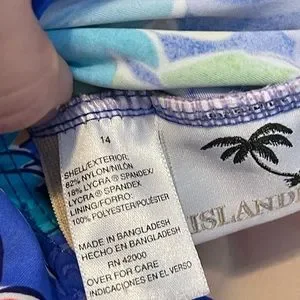 14
SHELL/EXTERIOR:
82% NYLON/NILON
18% LYCRA® SPANDEX/
LYCRA® SPANDEX
LINING/FORRO:
100% POLYESTER/POLIÉSTER
MADE IN BANGLADESH
HECHO EN BANGLADESH
RN 42000
OVER FOR CARE
INDICACIONES EN EL VERSO
ISLAND